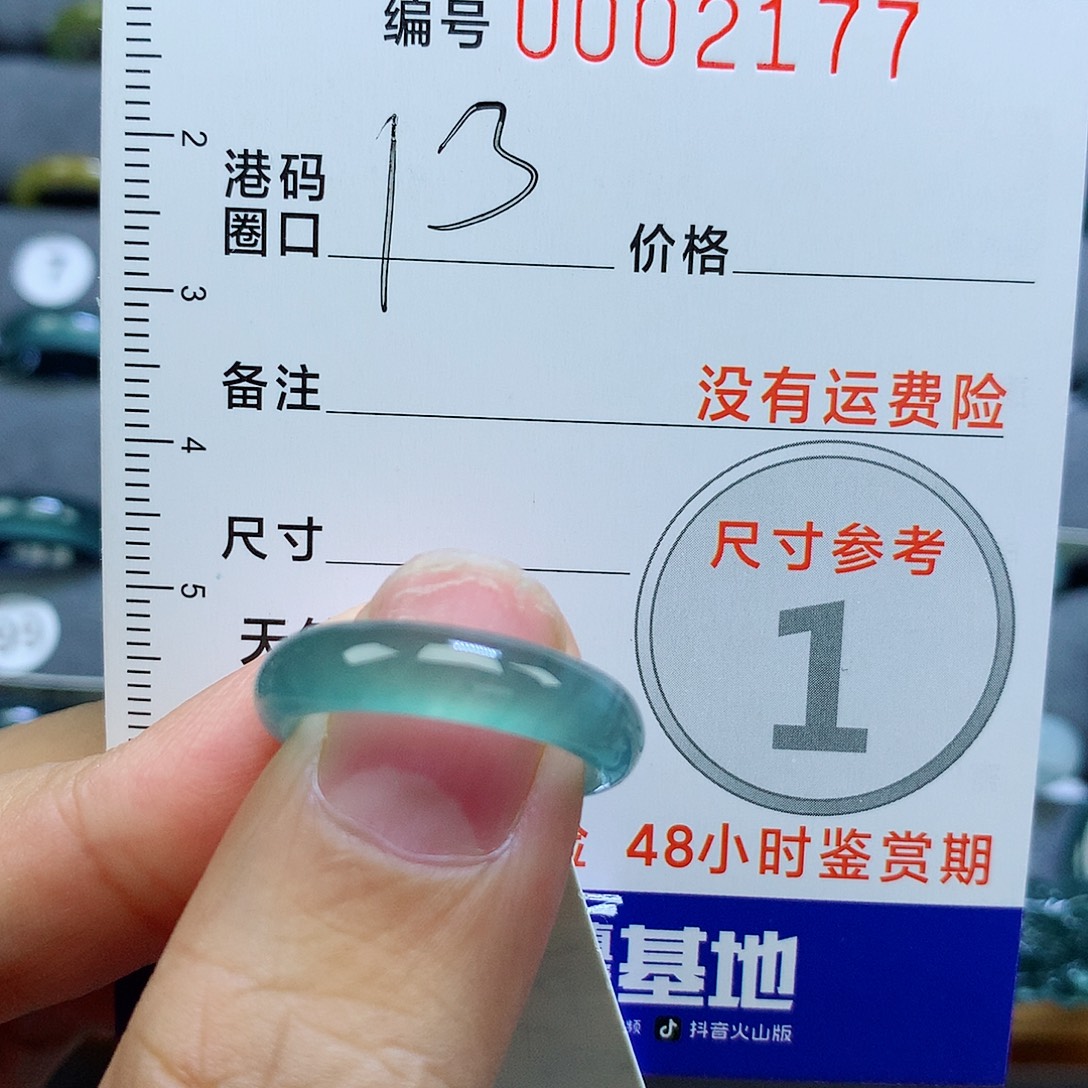 编号 0002177
2
港码
圈口 13 价格
3
备注 没有运费险
4
尺寸
尺寸参考
1
5
天
48小时鉴赏期
基地
抖音火山版